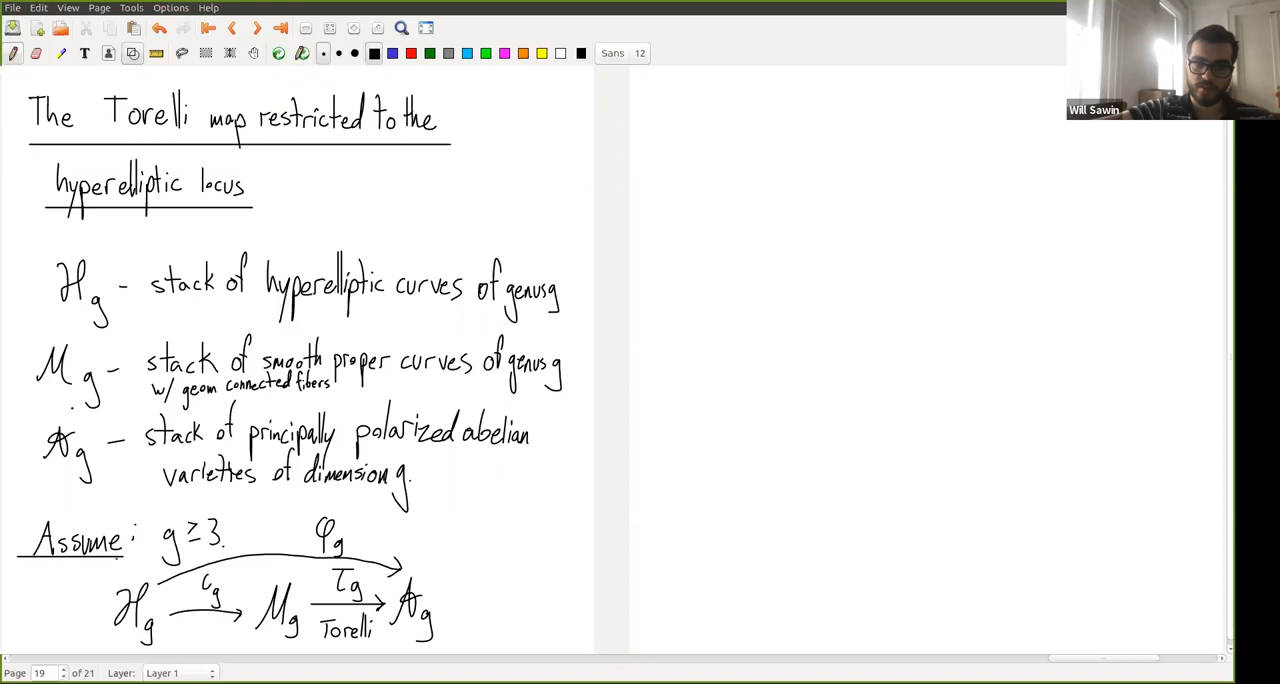 File Edit View Page Tools Options Help
Sans 12
Will Sawin
The Torelli map restricted to the
hyperelliptic locus
H_g - stack of hyperelliptic curves of genus g
M_g - stack of smooth proper curves of genus g
w/ geom connected fibers
A_g - stack of principally polarized abelian
varieties of dimension g.
Assume: g ≥ 3.
φ_g
ι_g τ_g
H_g → M_g → A_g
Torelli
Page 19 of 21 Layer: Layer 1